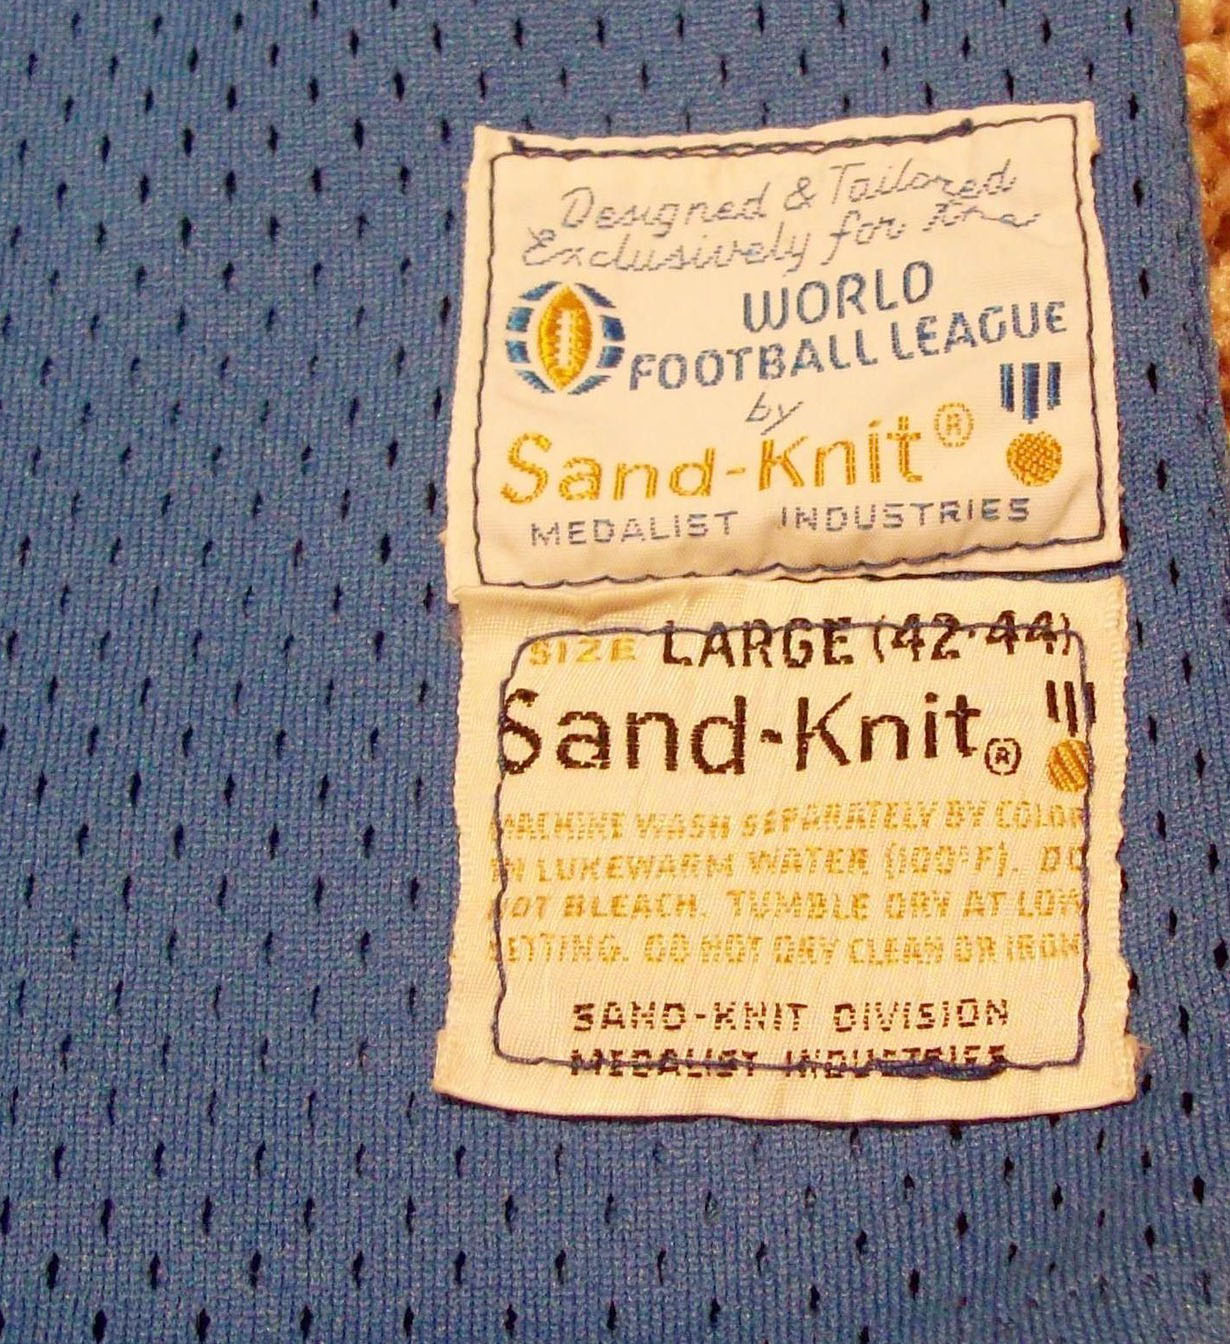 Designed & Tailored
Exclusively for the
WORLD
FOOTBALL LEAGUE
by
Sand-Knit®
MEDALIST INDUSTRIES
SIZE LARGE (42-44)
Sand-Knit®
MACHINE WASH SEPARATELY BY COLOR
IN LUKEWARM WATER (100°F). DO
NOT BLEACH. TUMBLE DRY AT LOW
SETTING. DO NOT DRY CLEAN OR IRON
SAND-KNIT DIVISION
MEDALIST INDUSTRIES